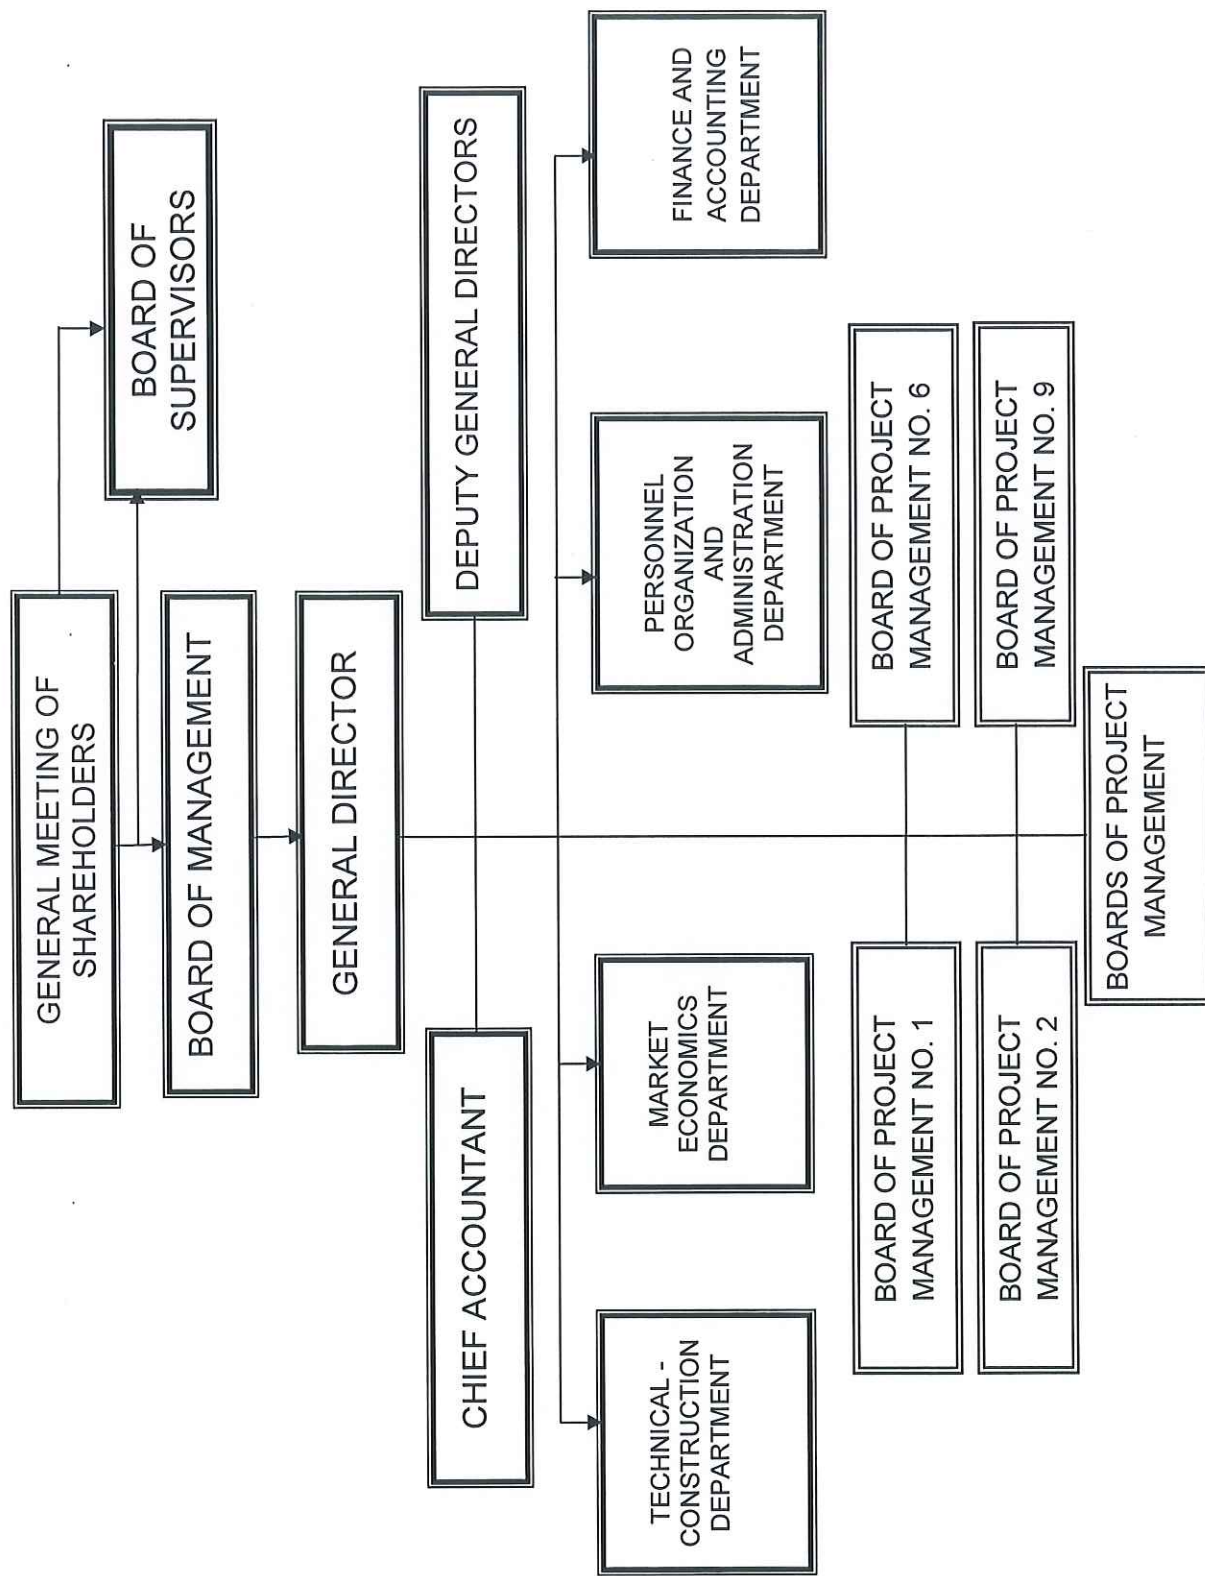 GENERAL MEETING OF
SHAREHOLDERS
BOARD OF
SUPERVISORS
BOARD OF MANAGEMENT
GENERAL DIRECTOR
CHIEF ACCOUNTANT
DEPUTY GENERAL DIRECTORS
TECHNICAL -
CONSTRUCTION
DEPARTMENT
MARKET
ECONOMICS
DEPARTMENT
PERSONNEL
ORGANIZATION
AND
ADMINISTRATION
DEPARTMENT
FINANCE AND
ACCOUNTING
DEPARTMENT
BOARD OF PROJECT
MANAGEMENT NO. 1
BOARD OF PROJECT
MANAGEMENT NO. 6
BOARD OF PROJECT
MANAGEMENT NO. 2
BOARD OF PROJECT
MANAGEMENT NO. 9
BOARDS OF PROJECT
MANAGEMENT